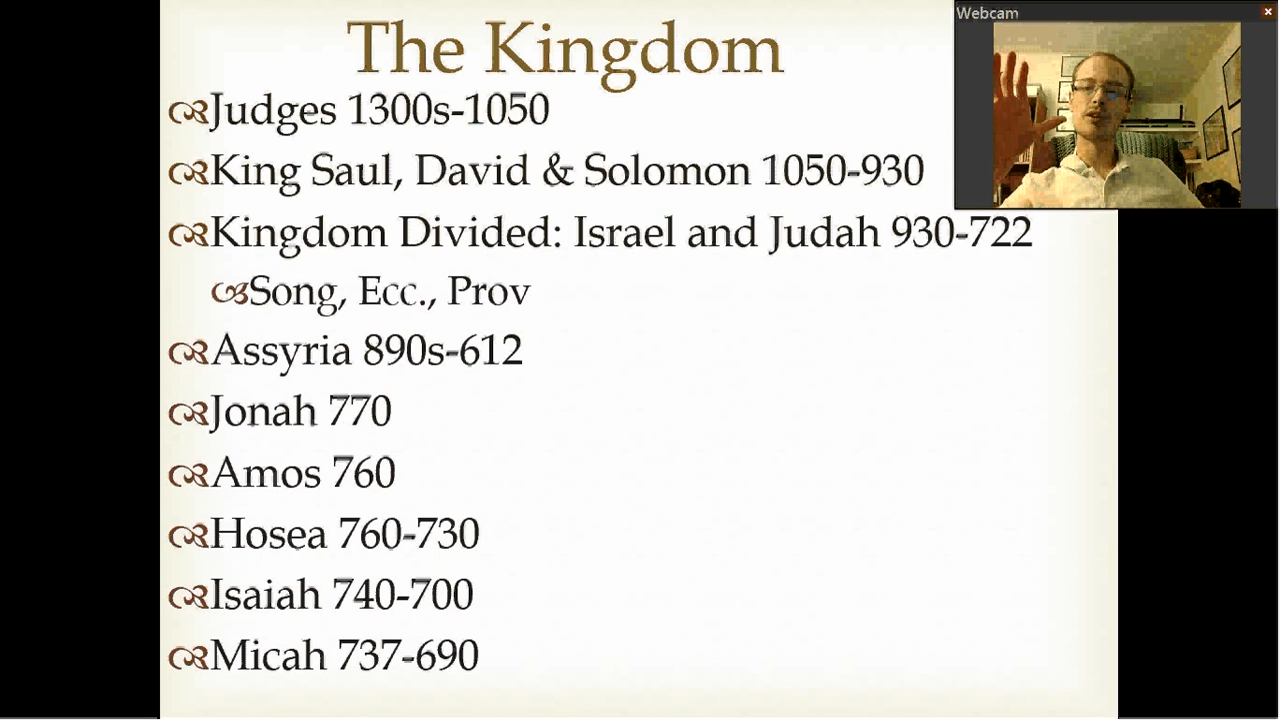 The Kingdom
Webcam
Judges 1300s-1050
King Saul, David & Solomon 1050-930
Kingdom Divided: Israel and Judah 930-722
Song, Ecc., Prov
Assyria 890s-612
Jonah 770
Amos 760
Hosea 760-730
Isaiah 740-700
Micah 737-690